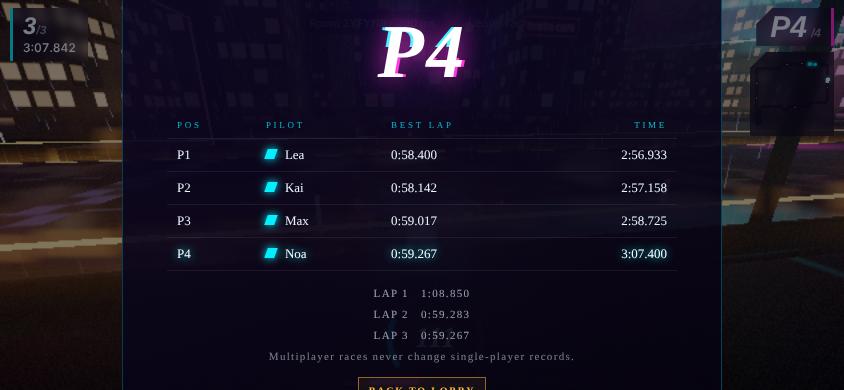 3/3
3:07.842
P4
P4 /4
POS PILOT BEST LAP TIME
P1 Lea 0:58.400 2:56.933
P2 Kai 0:58.142 2:57.158
P3 Max 0:59.017 2:58.725
P4 Noa 0:59.267 3:07.400
LAP 1 1:08.850
LAP 2 0:59.283
LAP 3 0:59.267
Multiplayer races never change single-player records.
BACK TO LOBBY